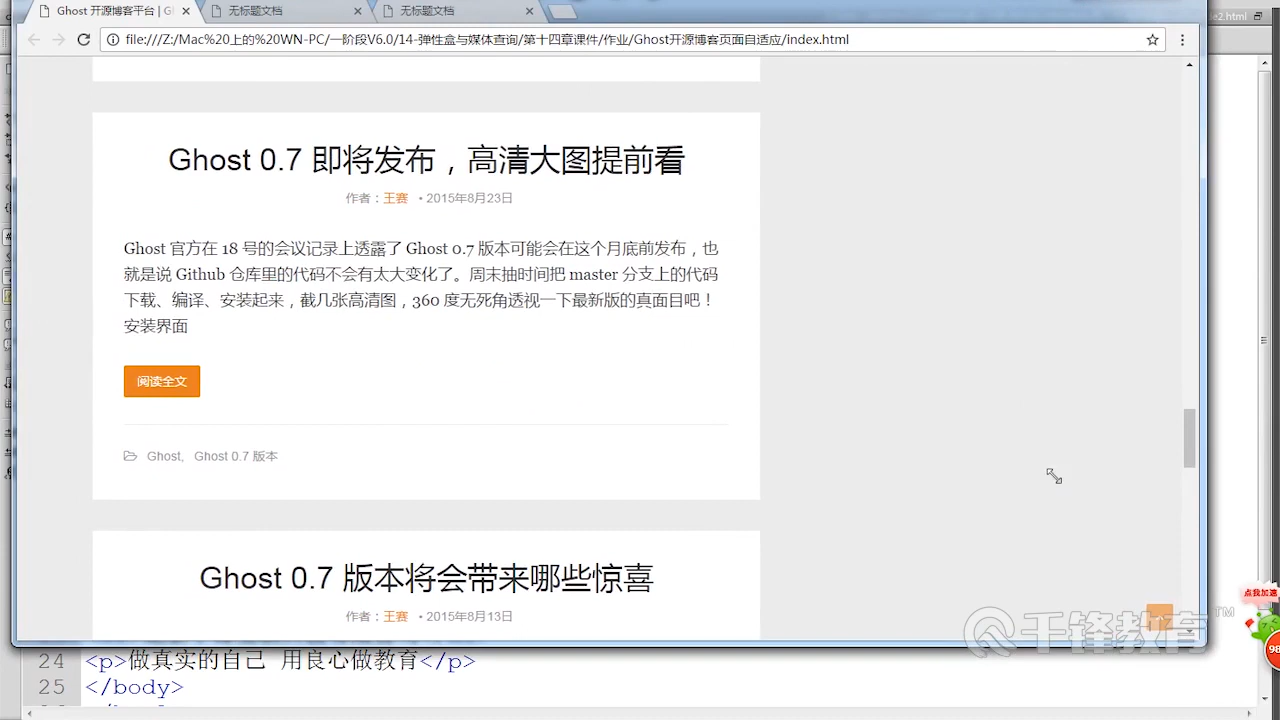 Ghost 开源博客平台 | G
无标题文档
无标题文档
se2.html
file:///Z:/Mac%20上的%20WN-PC/一阶段V6.0/14-弹性盒与媒体查询/第十四章课件/作业/Ghost开源博客页面自适应/index.html
Ghost 0.7 即将发布，高清大图提前看
作者：王赛 • 2015年8月23日
Ghost 官方在 18 号的会议记录上透露了 Ghost 0.7 版本可能会在这个月底前发布，也
就是说 Github 仓库里的代码不会有太大变化了。周末抽时间把 master 分支上的代码
下载、编译、安装起来，截几张高清图，360 度无死角透视一下最新版的真面目吧！
安装界面
阅读全文
Ghost, Ghost 0.7 版本
Ghost 0.7 版本将会带来哪些惊喜
作者：王赛 • 2015年8月13日
点我加速
千锋教育 TM
98
24 <p>做真实的自己 用良心做教育</p>
25 </body>